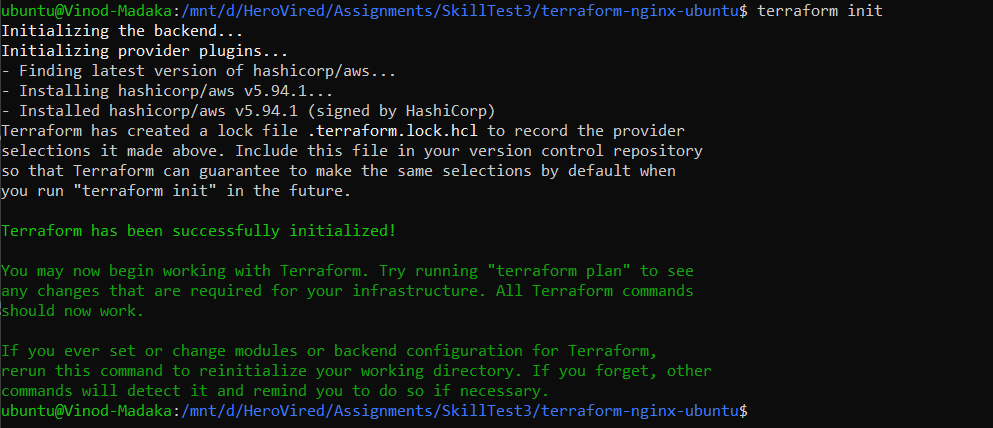 ubuntu@Vinod-Madaka:/mnt/d/HeroVired/Assignments/SkillTest3/terraform-nginx-ubuntu$ terraform init
Initializing the backend...
Initializing provider plugins...
- Finding latest version of hashicorp/aws...
- Installing hashicorp/aws v5.94.1...
- Installed hashicorp/aws v5.94.1 (signed by HashiCorp)
Terraform has created a lock file .terraform.lock.hcl to record the provider
selections it made above. Include this file in your version control repository
so that Terraform can guarantee to make the same selections by default when
you run "terraform init" in the future.
Terraform has been successfully initialized!
You may now begin working with Terraform. Try running "terraform plan" to see
any changes that are required for your infrastructure. All Terraform commands
should now work.
If you ever set or change modules or backend configuration for Terraform,
rerun this command to reinitialize your working directory. If you forget, other
commands will detect it and remind you to do so if necessary.
ubuntu@Vinod-Madaka:/mnt/d/HeroVired/Assignments/SkillTest3/terraform-nginx-ubuntu$